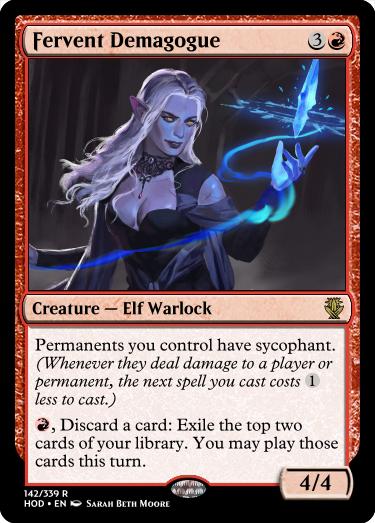 Fervent Demagogue 3
Creature — Elf Warlock
Permanents you control have sycophant.
(Whenever they deal damage to a player or
permanent, the next spell you cast costs 1
less to cast.)
, Discard a card: Exile the top two
cards of your library. You may play those
cards this turn.
4/4
142/339 R
HOD • EN Sarah Beth Moore